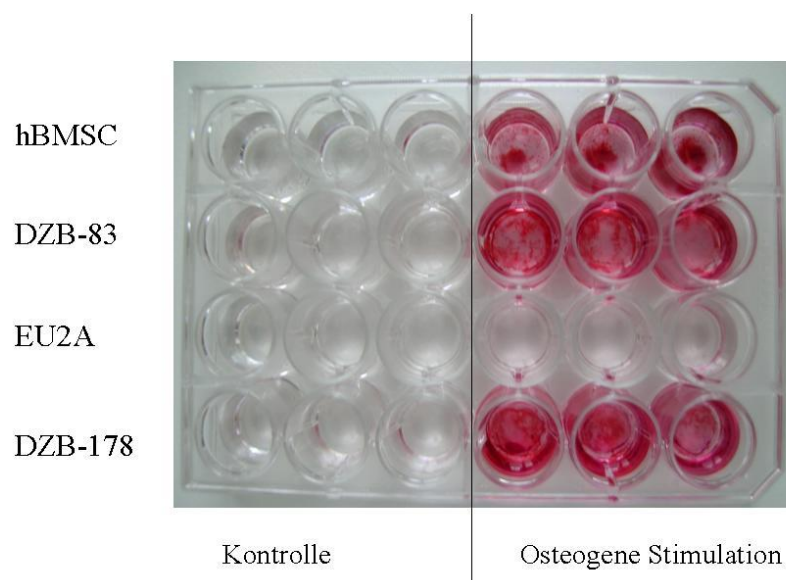 hBMSC
DZB-83
EU2A
DZB-178
Kontrolle
Osteogene Stimulation